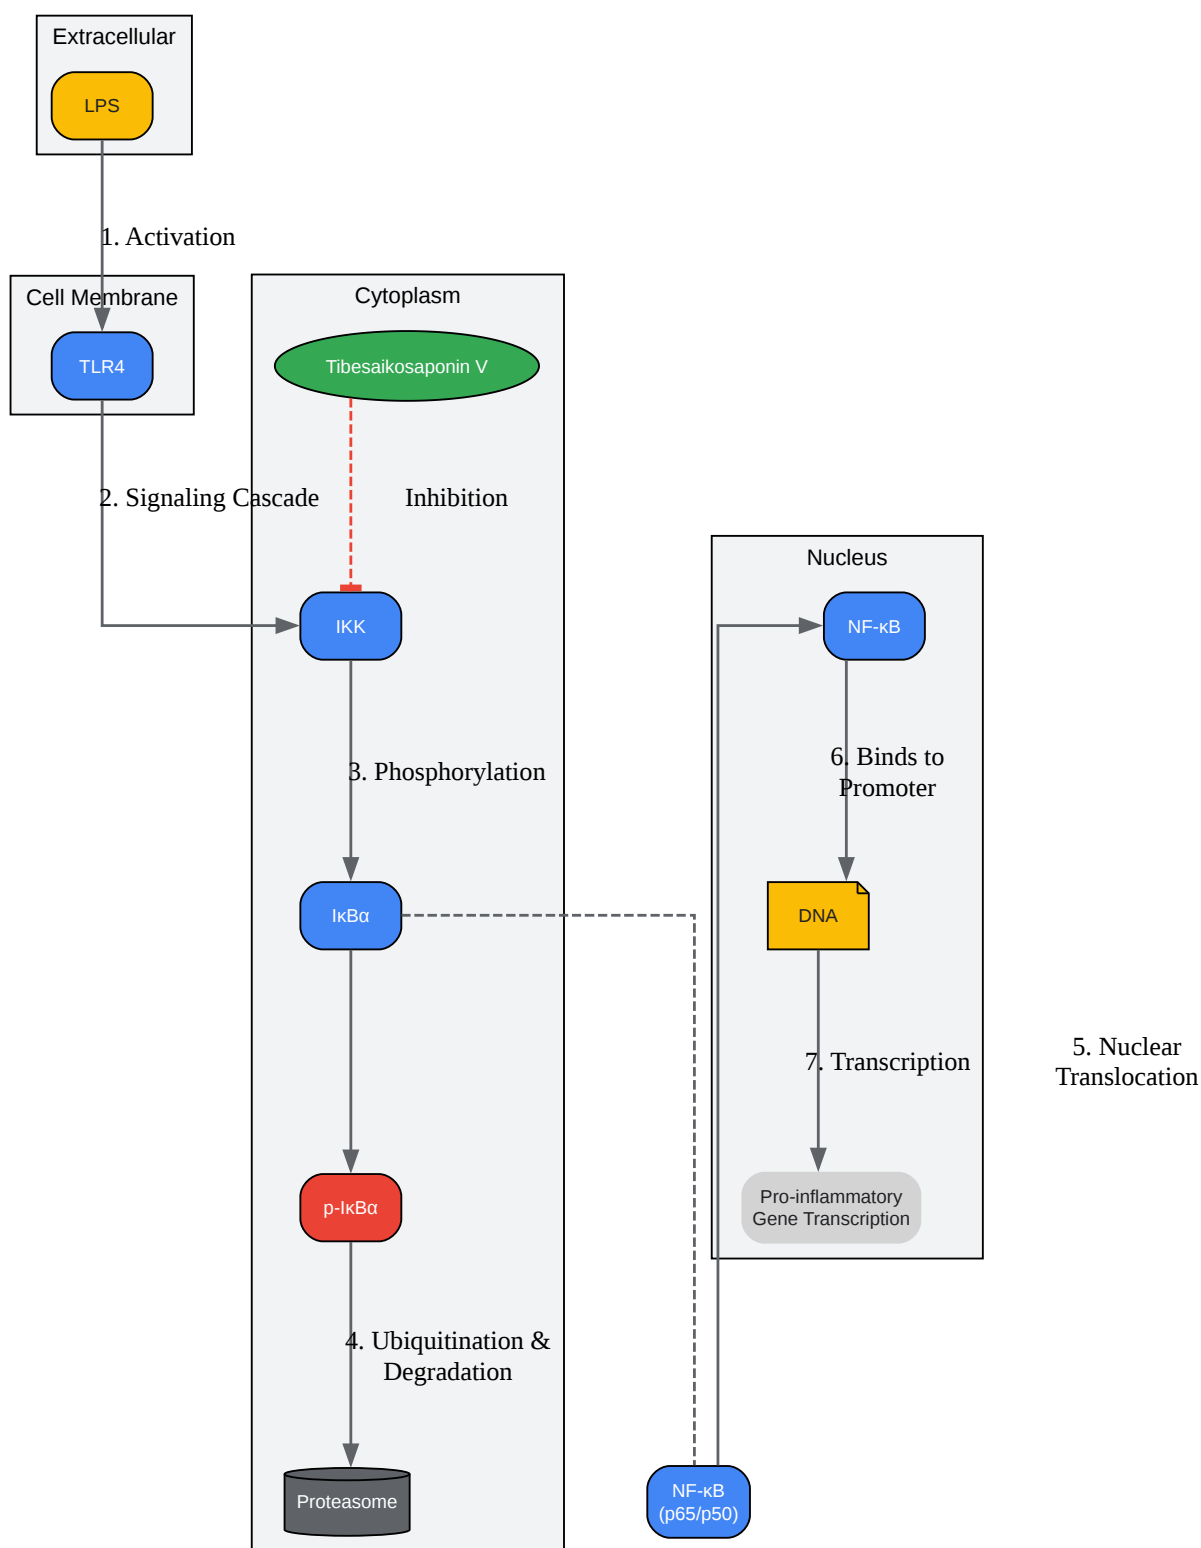 Extracellular
LPS
1. Activation
Cell Membrane
TLR4
Cytoplasm
Tibesaikosaponin V
2. Signaling Cascade
Inhibition
IKK
Nucleus
NF-κB
3. Phosphorylation
6. Binds to
Promoter
IκBα
DNA
7. Transcription
5. Nuclear
Translocation
p-IκBα
Pro-inflammatory
Gene Transcription
4. Ubiquitination &
Degradation
Proteasome
NF-κB
(p65/p50)